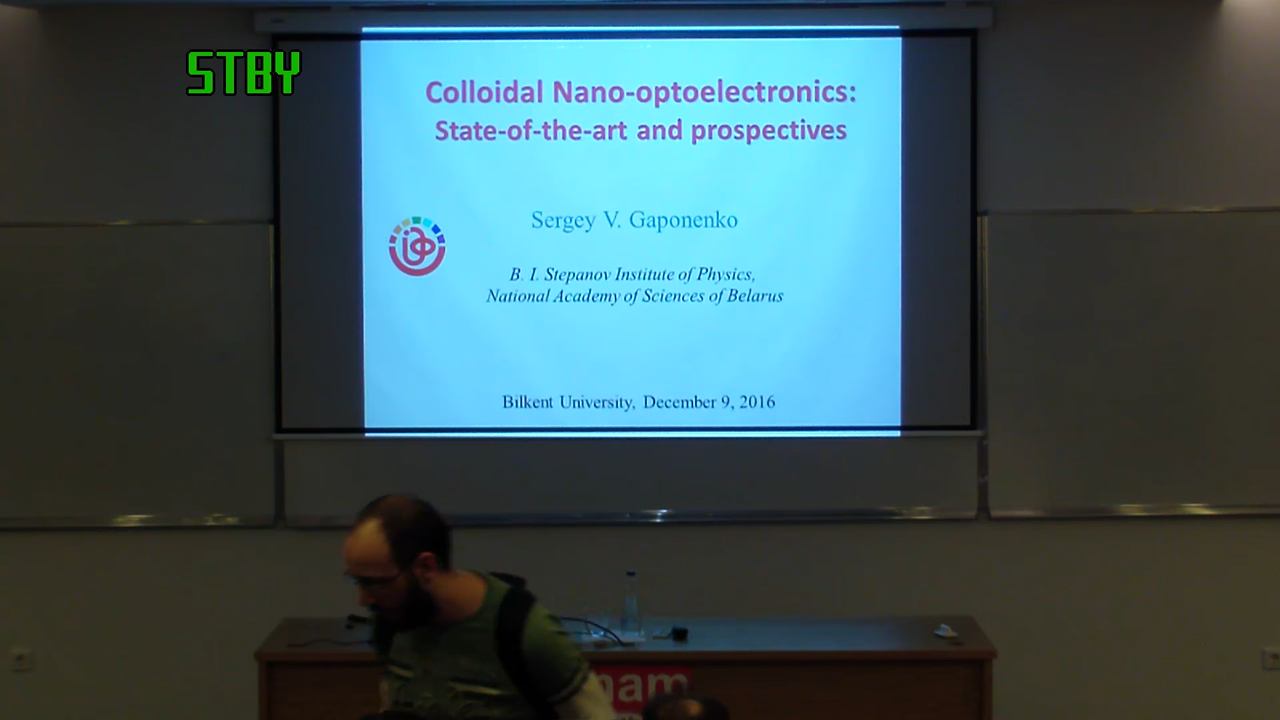 STBY
Colloidal Nano-optoelectronics:
State-of-the-art and prospectives
Sergey V. Gaponenko
B. I. Stepanov Institute of Physics,
National Academy of Sciences of Belarus
Bilkent University, December 9, 2016
nam